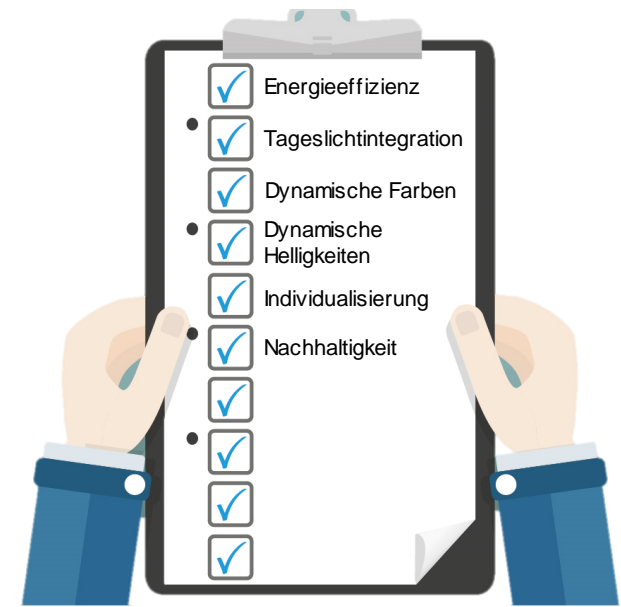 Energieeffizienz
Tageslichtintegration
Dynamische Farben
Dynamische
Helligkeiten
Individualisierung
Nachhaltigkeit